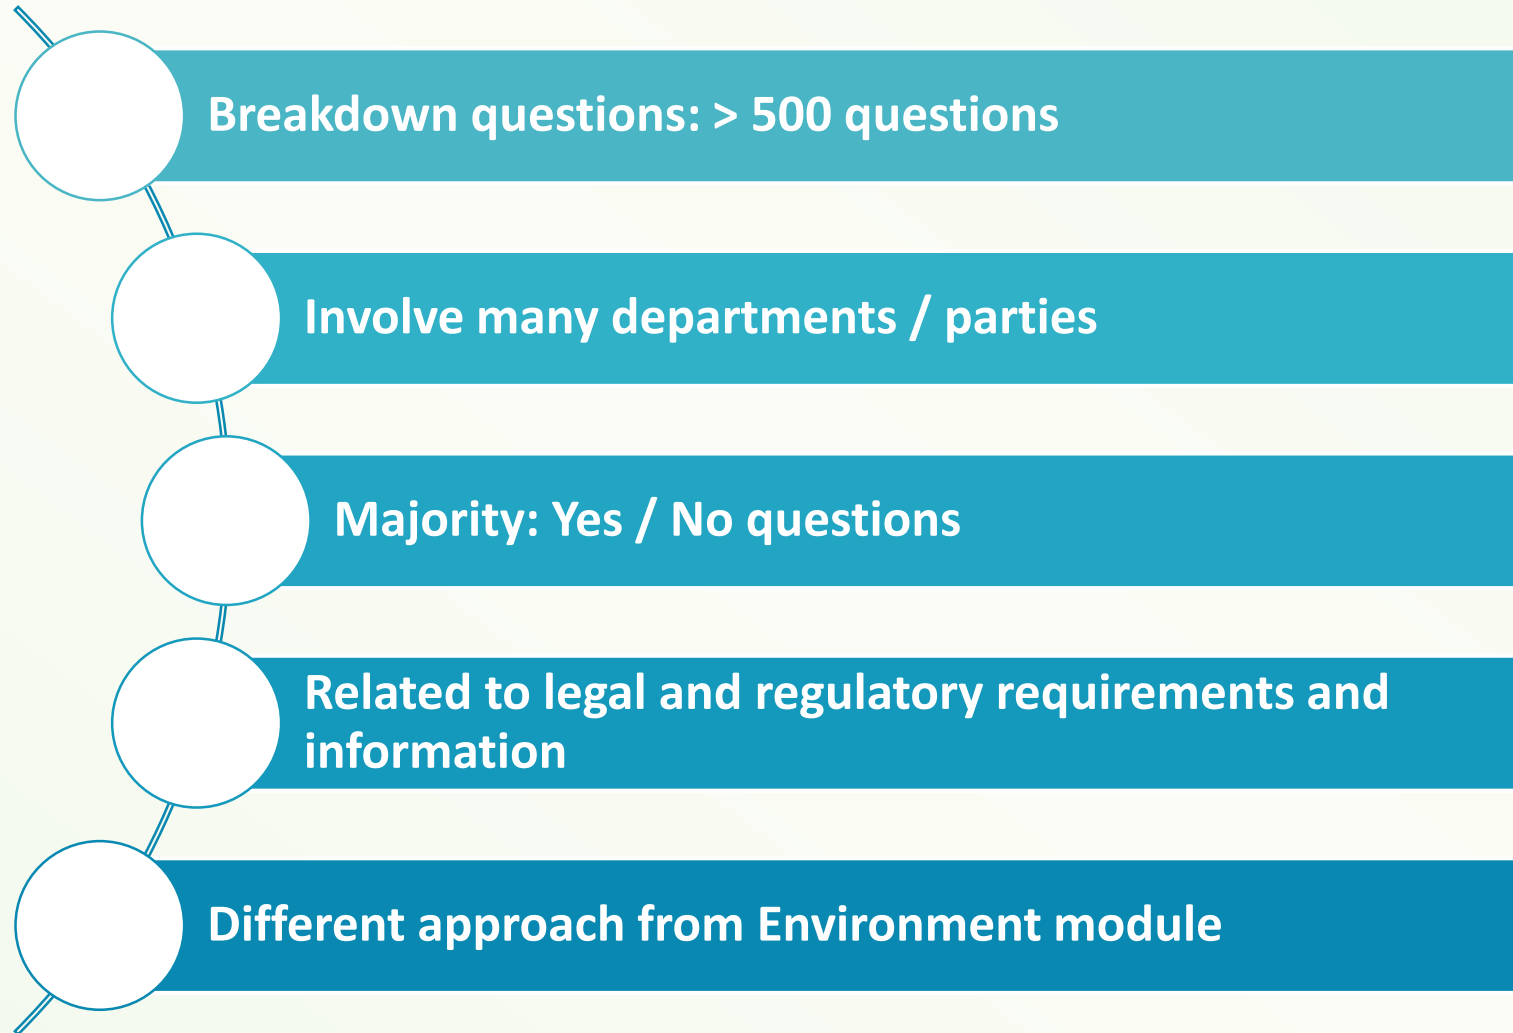 Breakdown questions: > 500 questions
Involve many departments / parties
Majority: Yes / No questions
Related to legal and regulatory requirements and
information
Different approach from Environment module